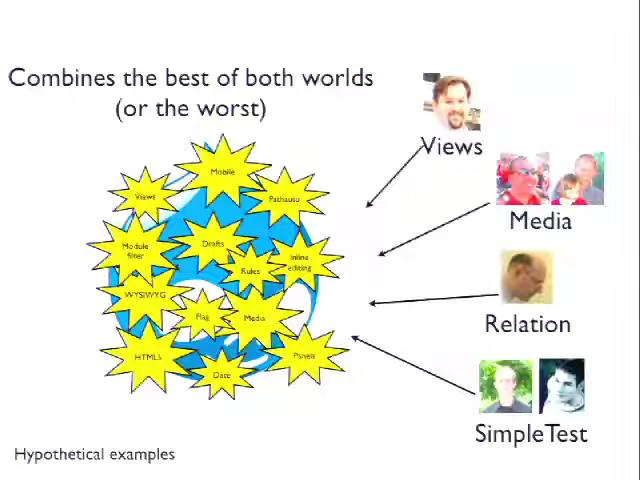 Combines the best of both worlds
(or the worst)
Views
Media
Relation
SimpleTest
Mobile
Views
Pathauto
Module
filter
Drafts
Rules
Inline
editing
WYSIWYG
Flag
Media
HTML5
Date
Panels
Hypothetical examples